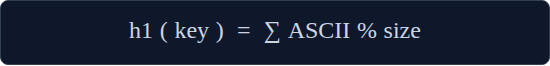 h1 ( key ) = ∑ ASCII % size